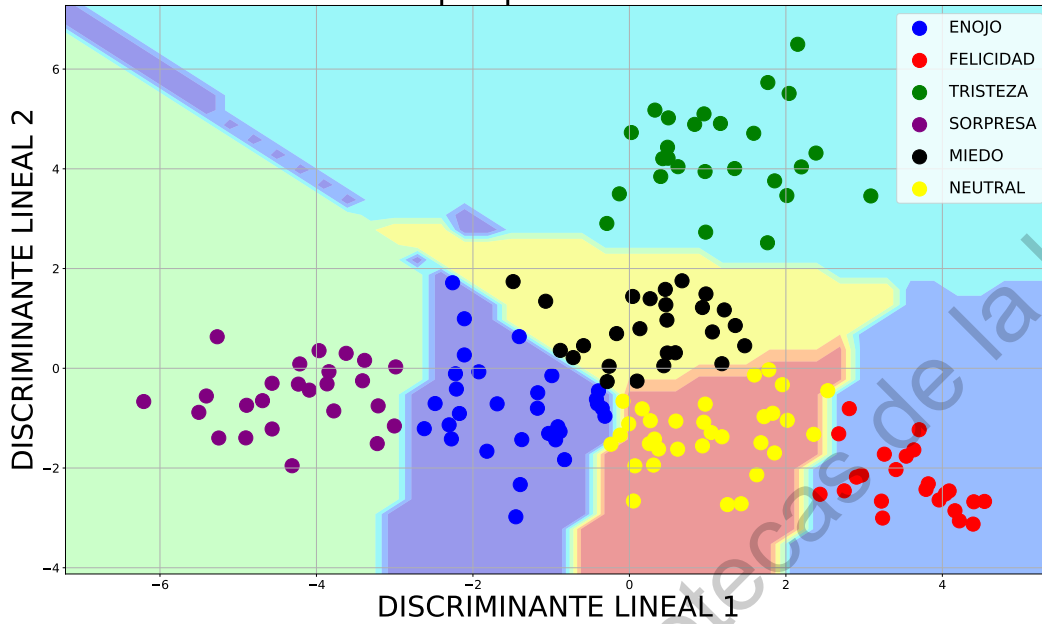 ENOJO
FELICIDAD
TRISTEZA
SORPRESA
MIEDO
NEUTRAL
DISCRIMINANTE LINEAL 2
6
4
2
0
−2
−4
−6
−4
−2
0
2
4
DISCRIMINANTE LINEAL 1
tecas de la